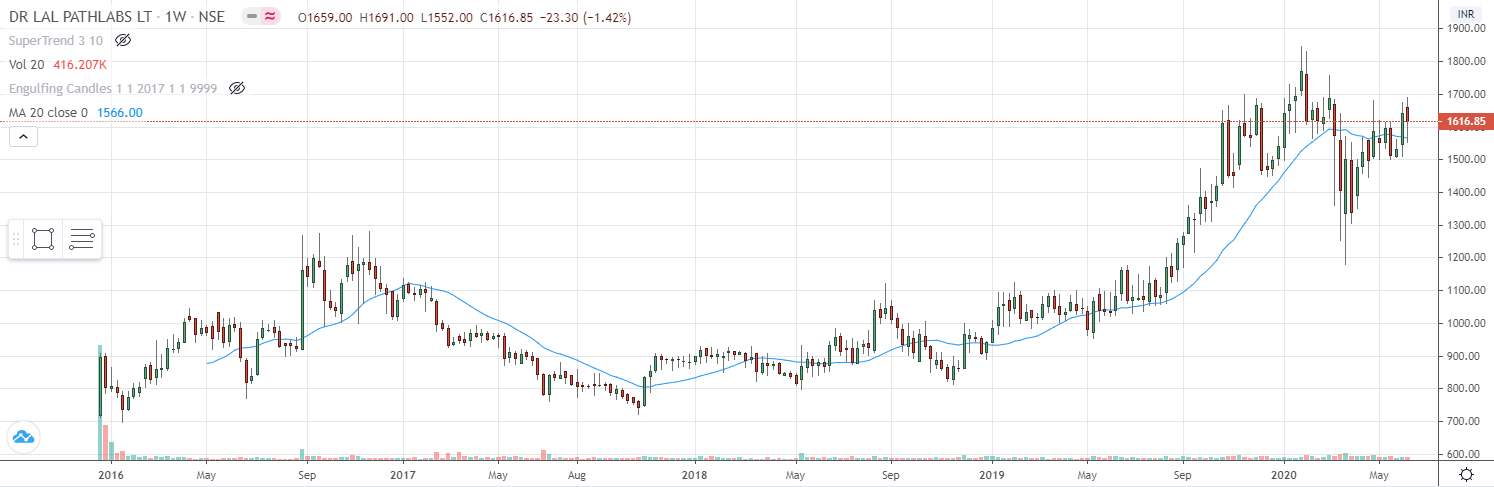 DR LAL PATHLABS LT · 1W · NSE O1659.00 H1691.00 L1552.00 C1616.85 −23.30 (−1.42%)
SuperTrend 3 10
Vol 20 416.207K
Engulfing Candles 1 1 2017 1 1 9999
MA 20 close 0 1566.00
INR
1900.00
1800.00
1700.00
1616.85
1500.00
1400.00
1300.00
1200.00
1100.00
1000.00
900.00
800.00
700.00
600.00
2016 May Sep 2017 May Aug 2018 May Sep 2019 May Sep 2020 May